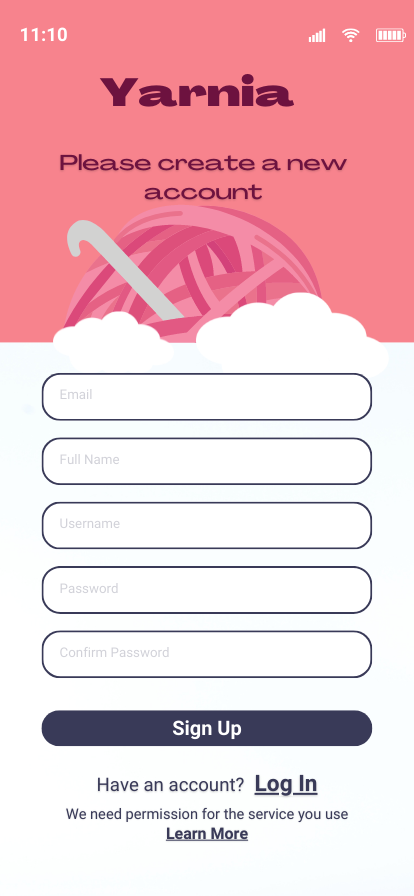 11:10
Yarnia
Please create a new
account
Email
Full Name
Username
Password
Confirm Password
Sign Up
Have an account? Log In
We need permission for the service you use
Learn More